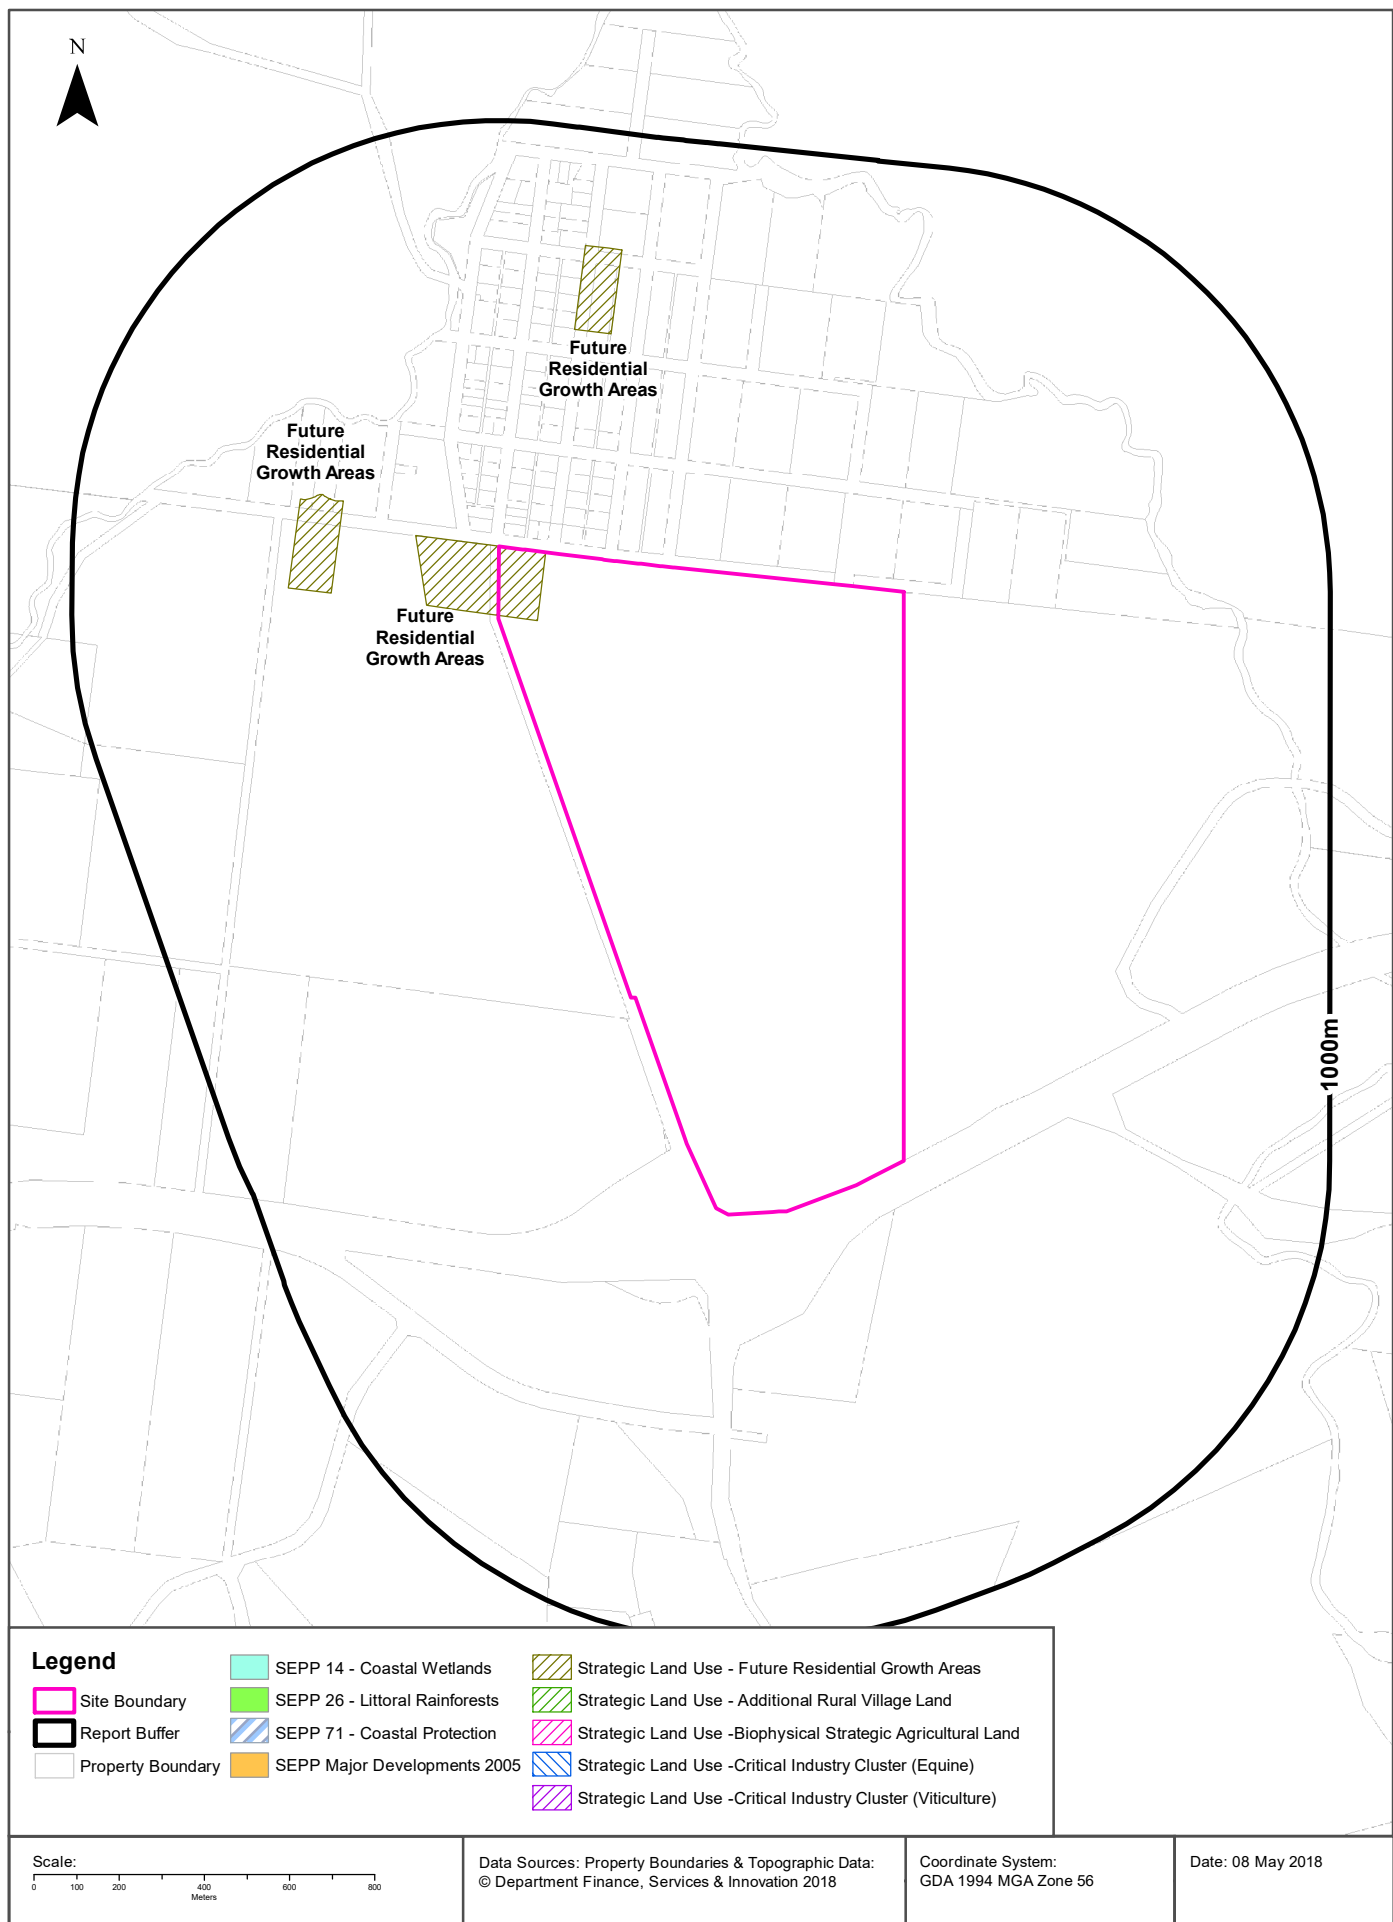 N
Future
Residential
Growth Areas
Future
Residential
Growth Areas
Future
Residential
Growth Areas
1000m
Legend
Site Boundary
Report Buffer
Property Boundary
SEPP 14 - Coastal Wetlands
SEPP 26 - Littoral Rainforests
SEPP 71 - Coastal Protection
SEPP Major Developments 2005
Strategic Land Use - Future Residential Growth Areas
Strategic Land Use - Additional Rural Village Land
Strategic Land Use -Biophysical Strategic Agricultural Land
Strategic Land Use -Critical Industry Cluster (Equine)
Strategic Land Use -Critical Industry Cluster (Viticulture)
Scale:
0 100 200 400 600 800
Meters
Data Sources: Property Boundaries & Topographic Data:
© Department Finance, Services & Innovation 2018
Coordinate System:
GDA 1994 MGA Zone 56
Date: 08 May 2018